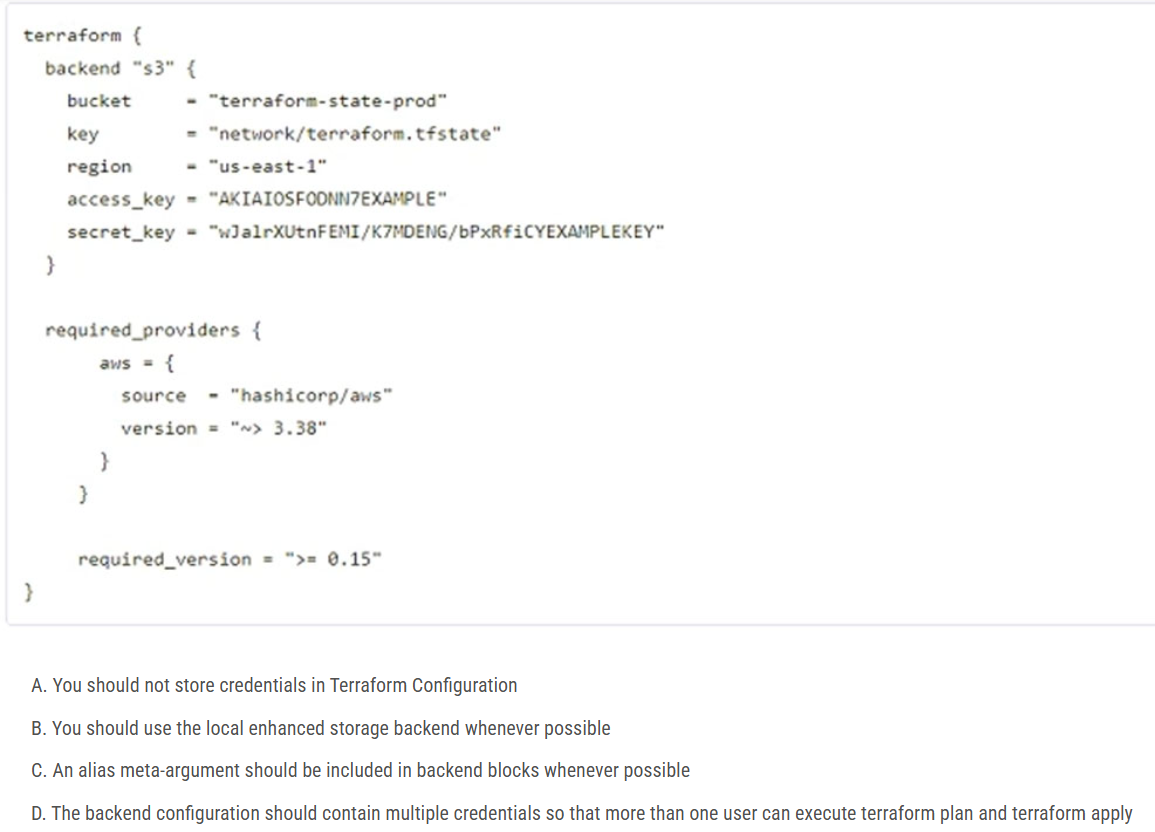 terraform {
backend "s3" {
bucket = "terraform-state-prod"
key = "network/terraform.tfstate"
region = "us-east-1"
access_key = "AKIAIOSFODNN7EXAMPLE"
secret_key = "wJalrXUtnFEMI/K7MDENG/bPxRfiCYEXAMPLEKEY"
}
required_providers {
aws = {
source = "hashicorp/aws"
version = "~> 3.38"
}
}
required_version = ">= 0.15"
}
A. You should not store credentials in Terraform Configuration
B. You should use the local enhanced storage backend whenever possible
C. An alias meta-argument should be included in backend blocks whenever possible
D. The backend configuration should contain multiple credentials so that more than one user can execute terraform plan and terraform apply